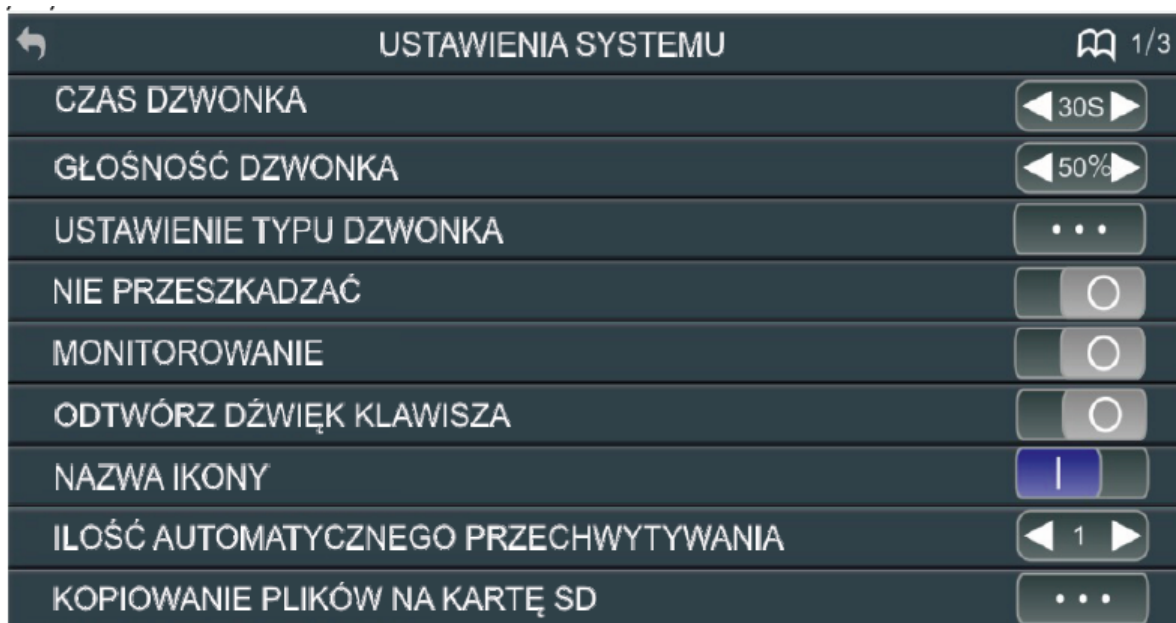 USTAWIENIA SYSTEMU 1/3
CZAS DZWONKA 30S
GŁOŚNOŚĆ DZWONKA 50%
USTAWIENIE TYPU DZWONKA
NIE PRZESZKADZAĆ
MONITOROWANIE
ODTWÓRZ DŹWIĘK KLAWISZA
NAZWA IKONY
ILOŚĆ AUTOMATYCZNEGO PRZECHWYTYWANIA 1
KOPIOWANIE PLIKÓW NA KARTĘ SD